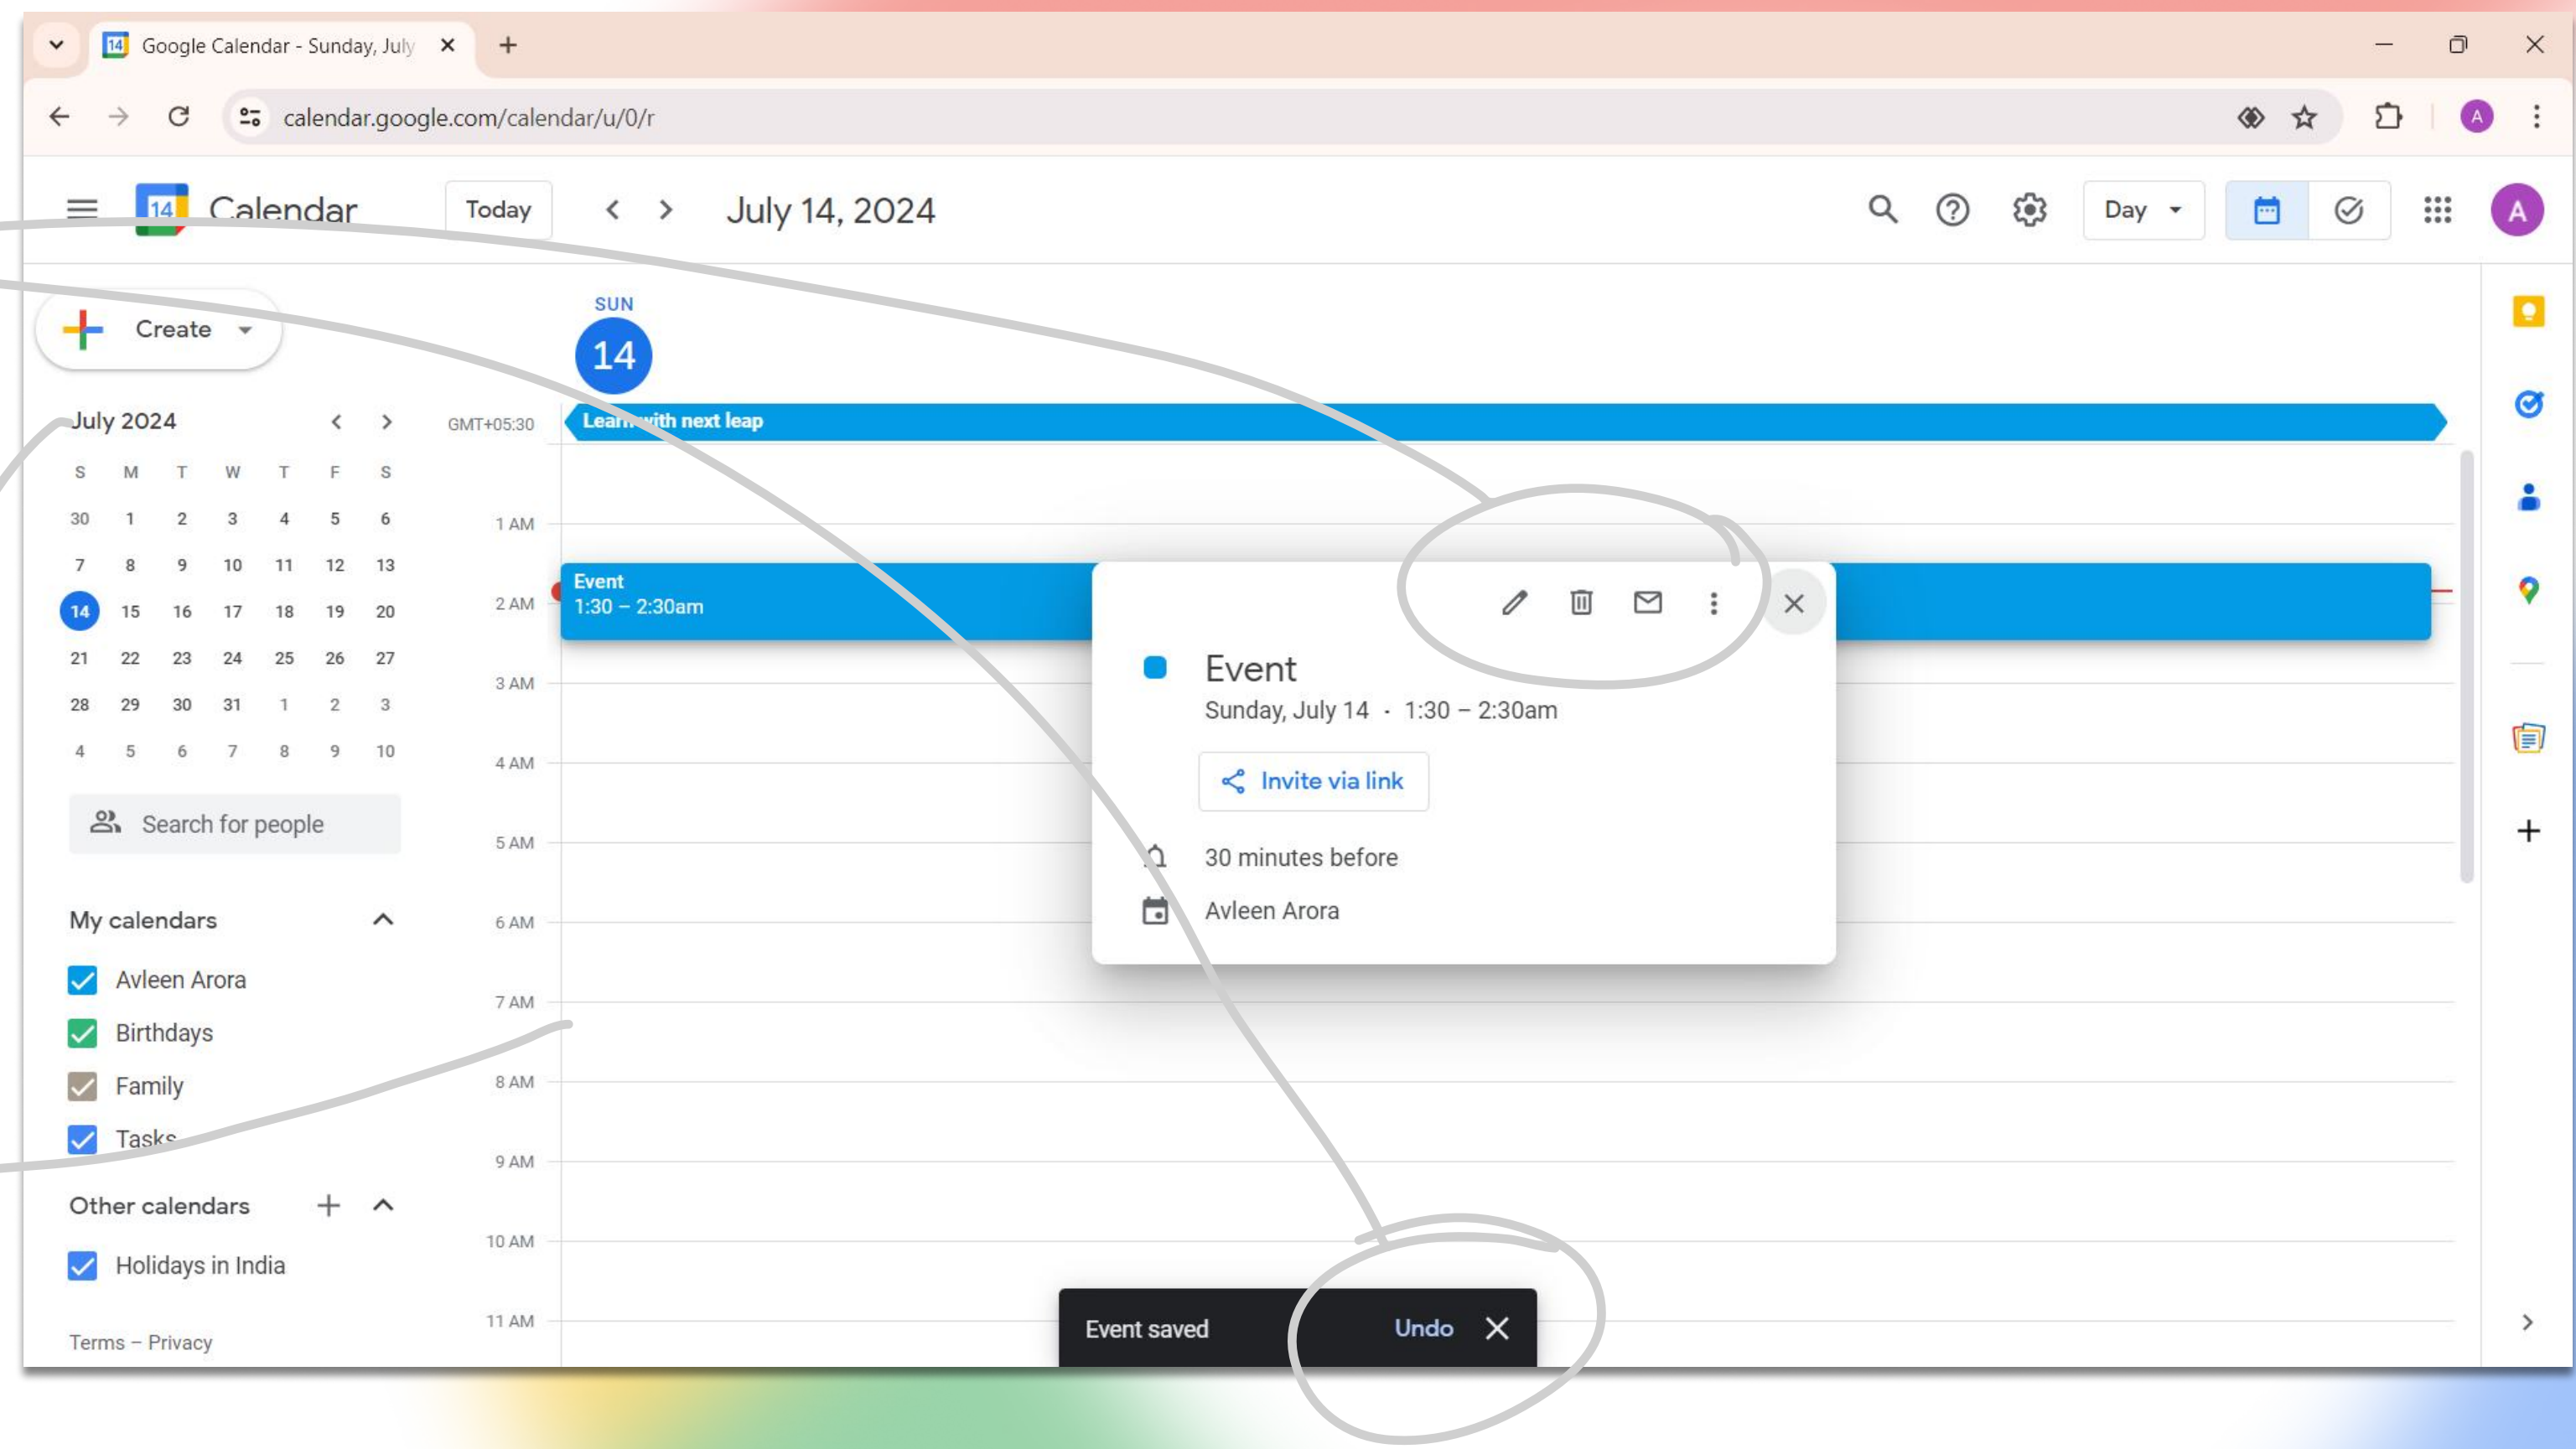 Google Calendar - Sunday, July
calendar.google.com/calendar/u/0/r
A
14 Calendar Today July 14, 2024 Day A
Create
SUN
14
July 2024
GMT+05:30 Learn with next leap
S M T W T F S
30 1 2 3 4 5 6
7 8 9 10 11 12 13
14 15 16 17 18 19 20
21 22 23 24 25 26 27
28 29 30 31 1 2 3
4 5 6 7 8 9 10
Search for people
My calendars
Avleen Arora
Birthdays
Family
Tasks
Other calendars
Holidays in India
Terms – Privacy
1 AM
2 AM
3 AM
4 AM
5 AM
6 AM
7 AM
8 AM
9 AM
10 AM
11 AM
Event
1:30 – 2:30am
Event
Sunday, July 14 · 1:30 – 2:30am
Invite via link
30 minutes before
Avleen Arora
Event saved Undo